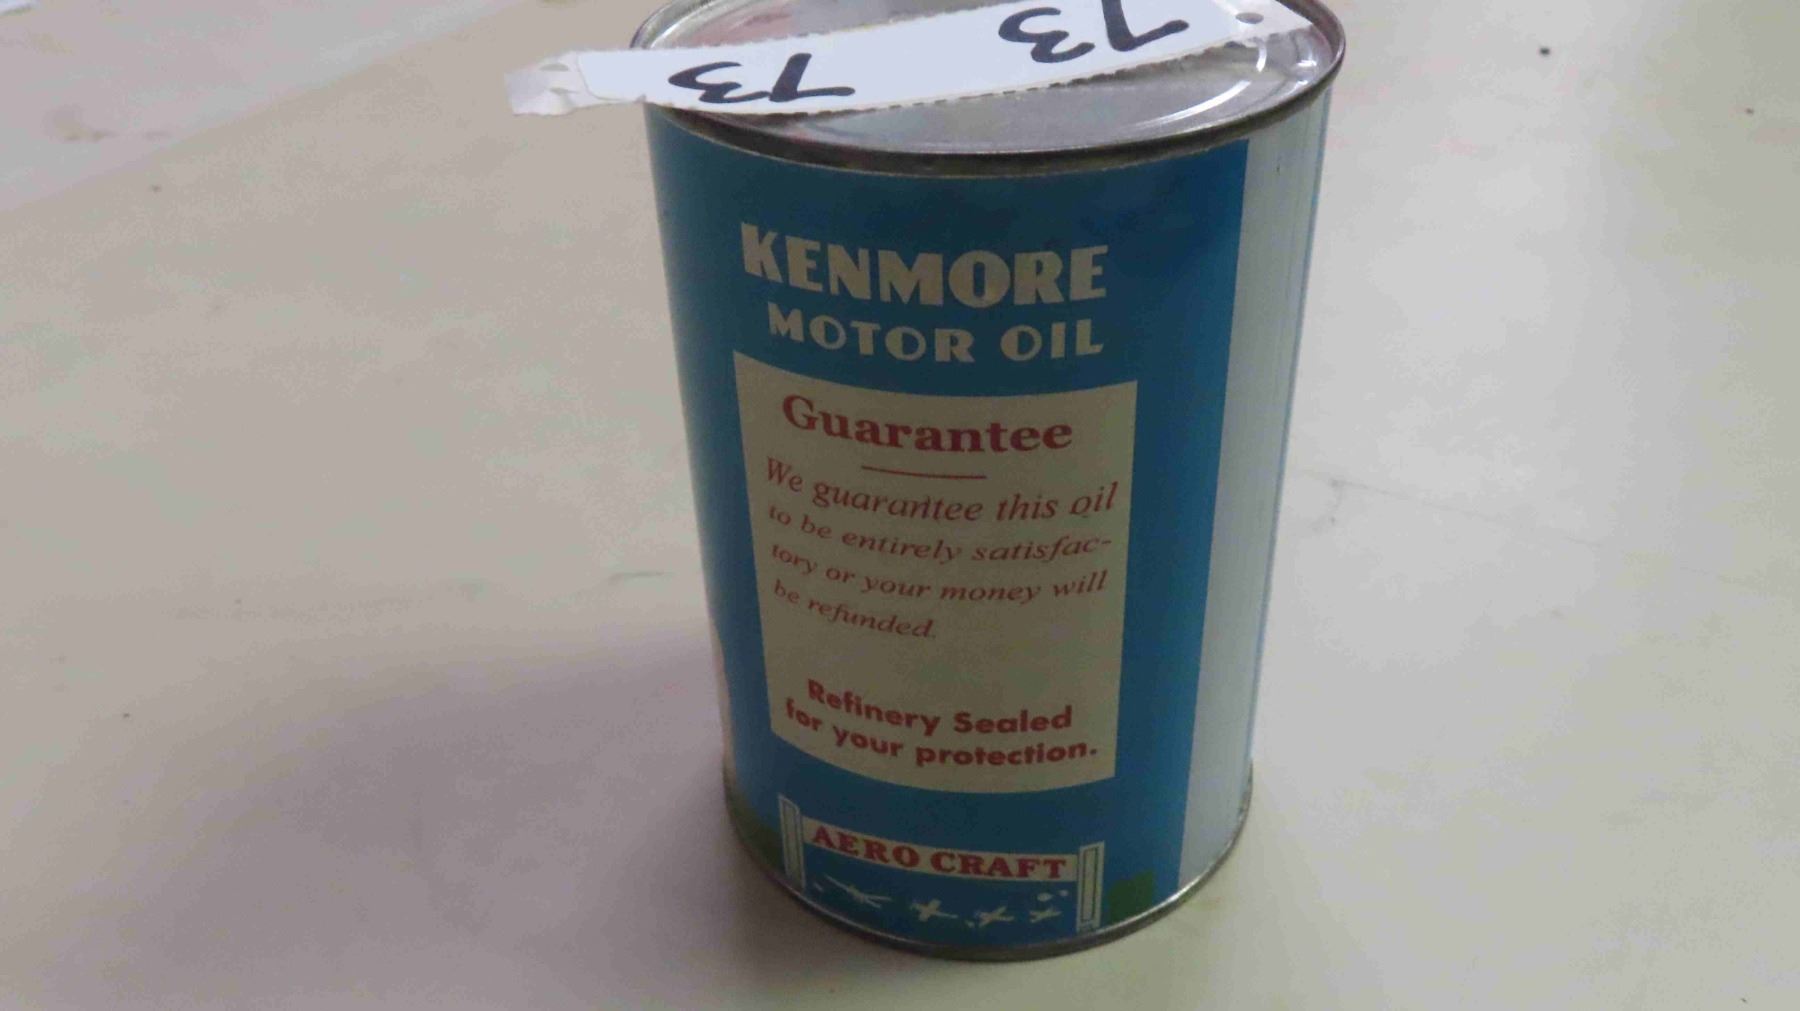 73
73
KENMORE
MOTOR OIL
Guarantee
We guarantee this oil
to be entirely satisfac-
tory or your money will
be refunded.
Refinery Sealed
for your protection.
AERO CRAFT